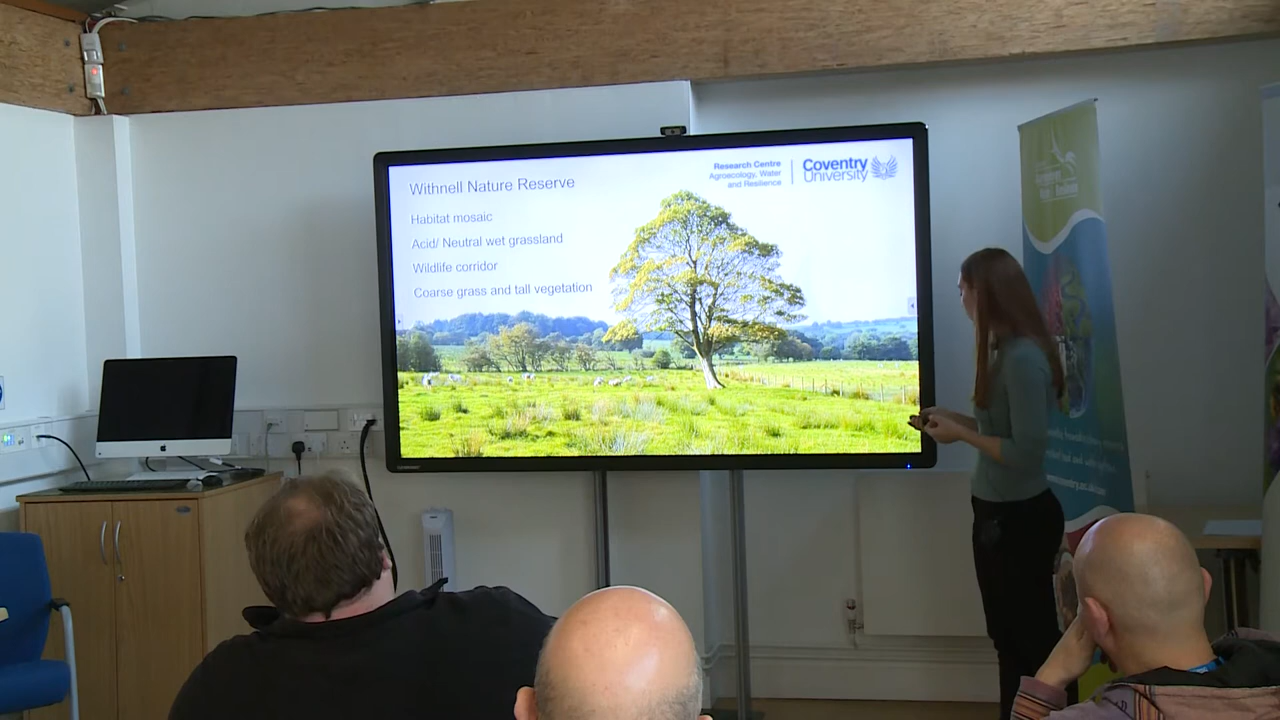 Withnell Nature Reserve
Research Centre
Agroecology, Water
and Resilience
Coventry
University
Habitat mosaic
Acid/ Neutral wet grassland
Wildlife corridor
Coarse grass and tall vegetation